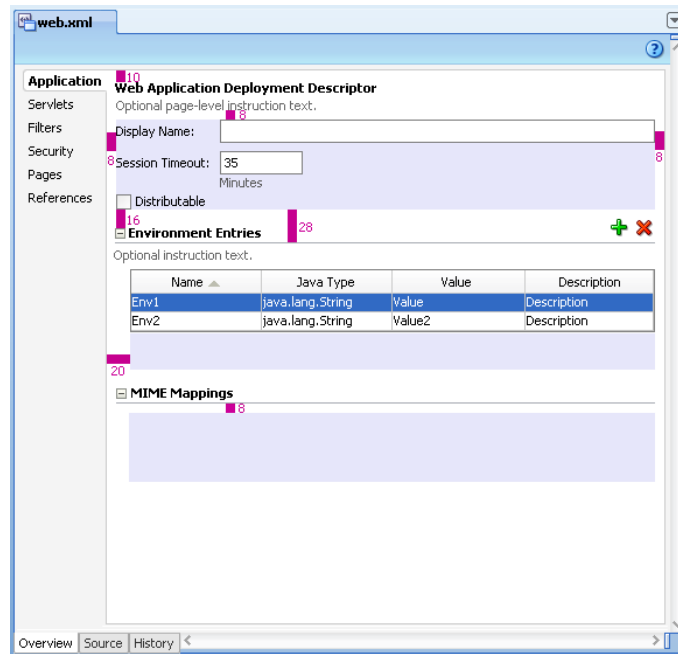 web.xml
?
Application
Servlets
Filters
Security
Pages
References
10
Web Application Deployment Descriptor
Optional page-level instruction text.
8
Display Name:
8
8
Session Timeout: 35
Minutes
Distributable
16
28
Environment Entries
Optional instruction text.
Name Java Type Value Description
Env1 java.lang.String Value Description
Env2 java.lang.String Value2 Description
20
MIME Mappings
8
Overview Source History